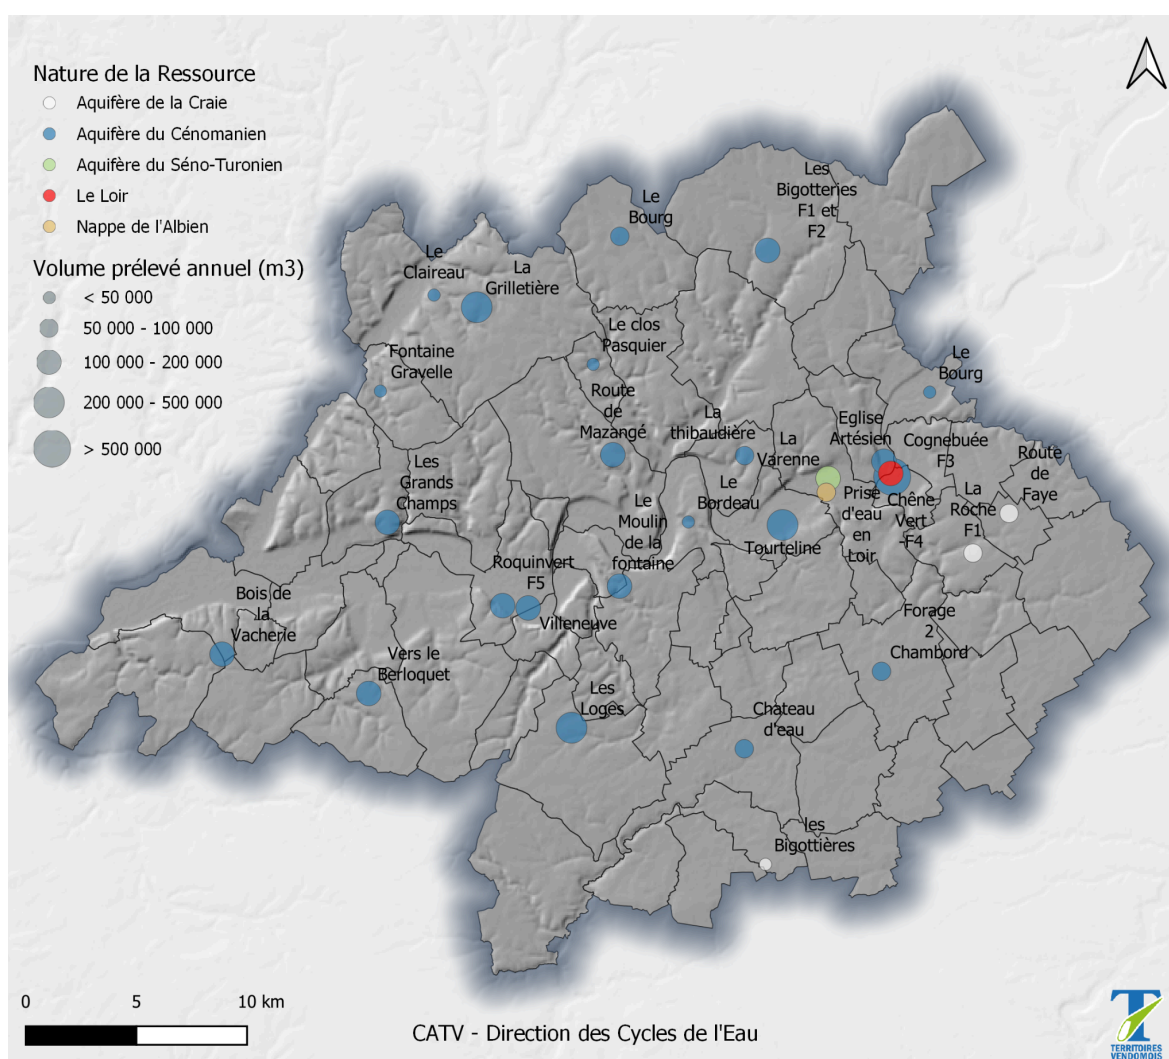 Nature de la Ressource
Aquifère de la Craie
Aquifère du Cénomanien
Aquifère du Séno-Turonien
Le Loir
Nappe de l'Albien
Volume prélevé annuel (m3)
< 50 000
50 000 - 100 000
100 000 - 200 000
200 000 - 500 000
> 500 000
Les
Bigotteries
F1 et
F2
Le
Bourg
Le
Claireau
La
Grilletière
Le clos
Pasquier
Fontaine
Gravelle
Le
Bourg
Route
de
Mazangé
La
thibaudière
La
Varenne
Eglise
Artésien
Cognebuée
F3
Route
de
Faye
Les
Grands
Champs
Le
Bordeau
Le
Moulin
de la
fontaine
Prise
d'eau
en
Loir
Chêne
Vert
-F4
La
Roche
F1
Tourteline
Roquinvert
F5
Villeneuve
Bois de
la
Vacherie
Vers le
Berloquet
Forage
2
Chambord
Les
Loges
Chateau
d'eau
les
Bigottières
0 5 10 km
CATV - Direction des Cycles de l'Eau
TERRITOIRES
VENDOMOIS